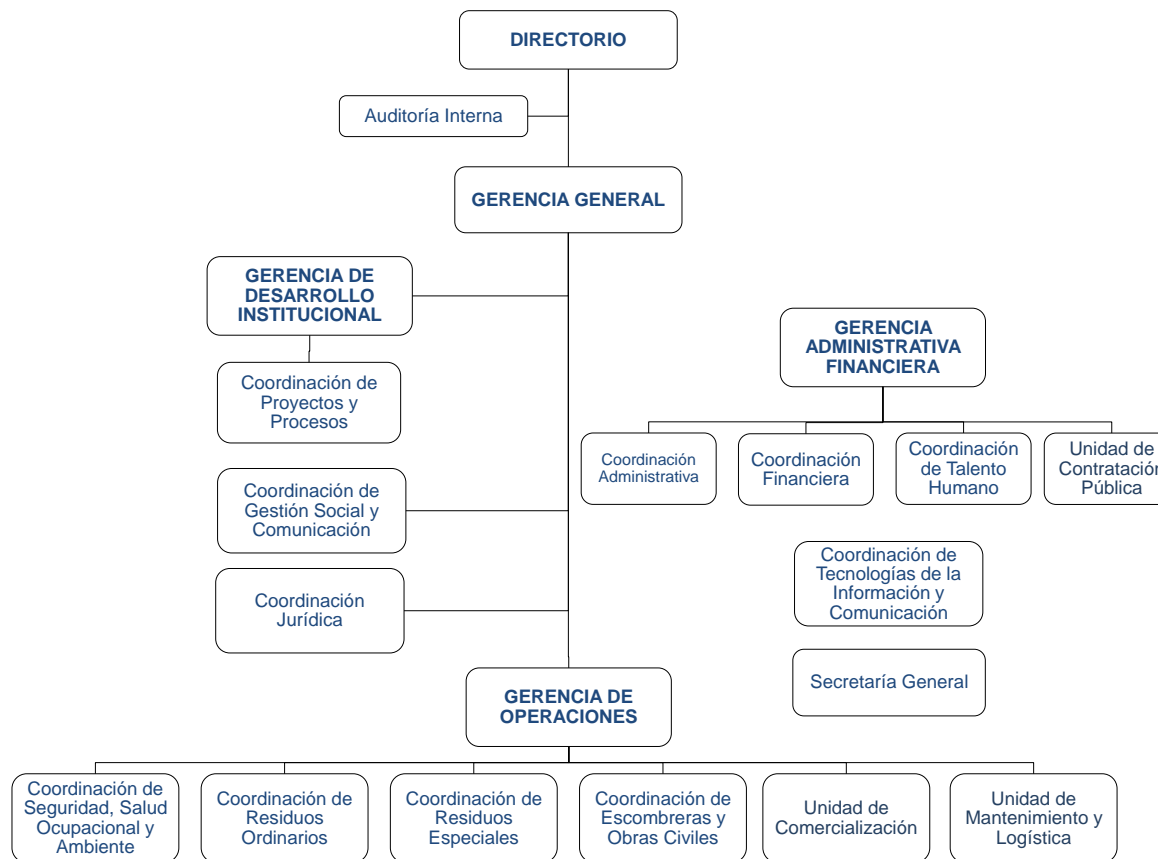 DIRECTORIO
Auditoría Interna
GERENCIA GENERAL
GERENCIA DE
DESARROLLO
INSTITUCIONAL
GERENCIA
ADMINISTRATIVA
FINANCIERA
Coordinación de
Proyectos y
Procesos
Coordinación
Administrativa
Coordinación
Financiera
Coordinación
de Talento
Humano
Unidad de
Contratación
Pública
Coordinación de
Gestión Social y
Comunicación
Coordinación de
Tecnologías de la
Información y
Comunicación
Coordinación
Jurídica
Secretaría General
GERENCIA DE
OPERACIONES
Coordinación de
Seguridad, Salud
Ocupacional y
Ambiente
Coordinación de
Residuos
Ordinarios
Coordinación de
Residuos
Especiales
Coordinación de
Escombreras y
Obras Civiles
Unidad de
Comercialización
Unidad de
Mantenimiento y
Logística